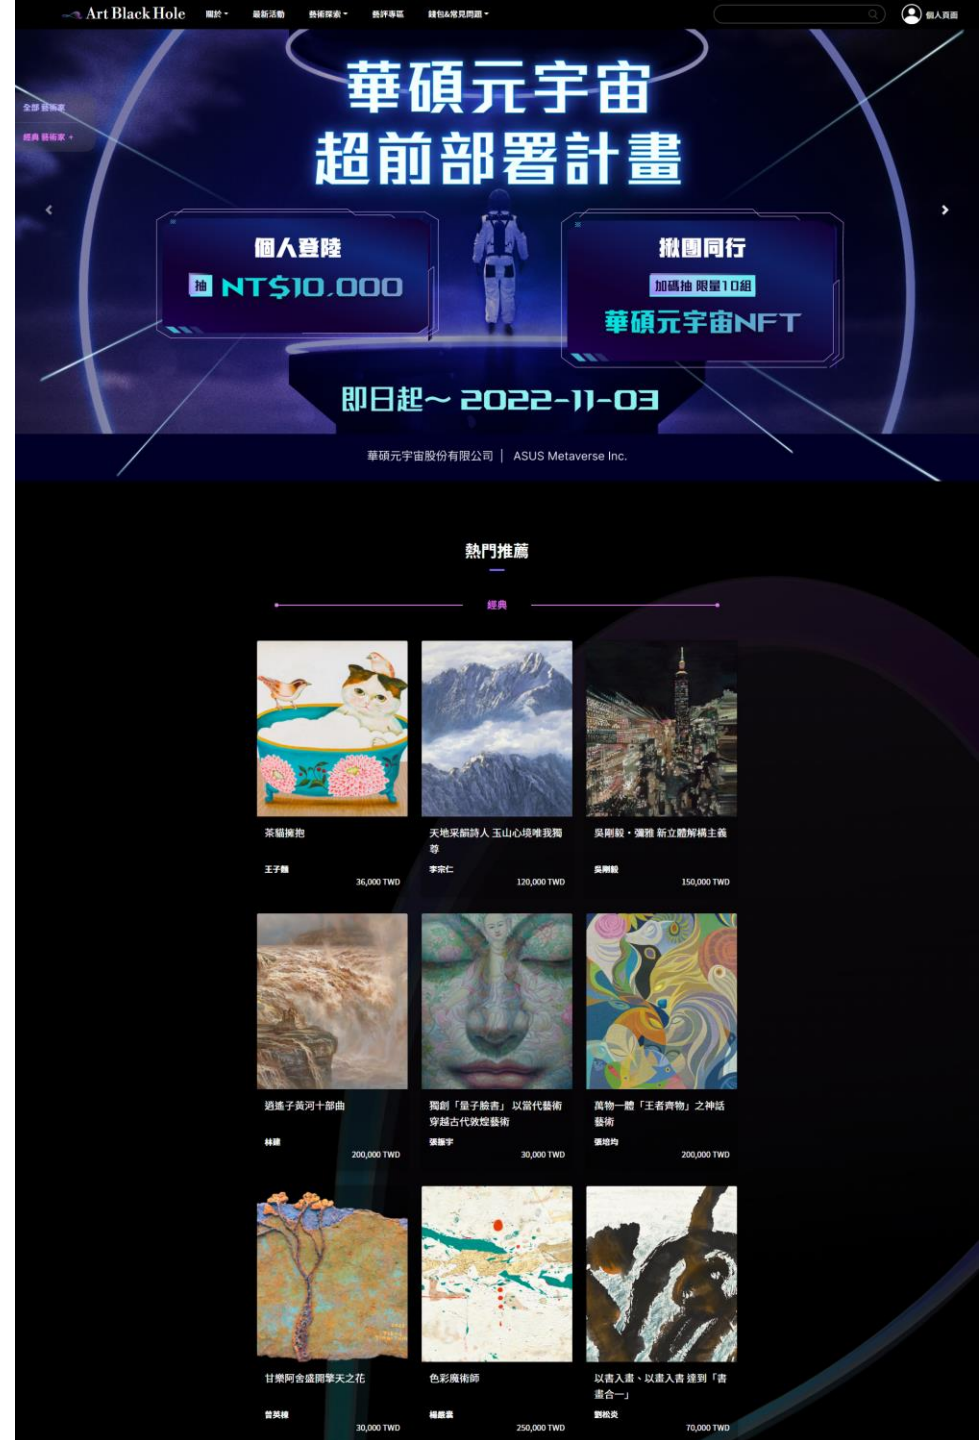 Art Black Hole
關於
最新活動
藝術探索
藝評專區
錢包&常見問題
個人頁面
全部 藝術家
經典 藝術家 +
華碩元宇宙
超前部署計畫
個人登陸
抽 NT$10,000
揪團同行
加碼抽 限量10組
華碩元宇宙NFT
即日起～ 2022-11-03
華碩元宇宙股份有限公司 | ASUS Metaverse Inc.
熱門推薦
經典
茶貓擁抱
王子麵
36,000 TWD
天地采韻詩人 玉山心境唯我獨
尊
李宗仁
120,000 TWD
吳剛毅・彌雅 新立體解構主義
吳剛毅
150,000 TWD
逍遙子黃河十部曲
林建
200,000 TWD
獨創「量子臉書」 以當代藝術
穿越古代敦煌藝術
張振宇
30,000 TWD
萬物一體「王者齊物」之神話
藝術
張培均
200,000 TWD
甘樂阿舍盛開擎天之花
曾英棟
30,000 TWD
色彩魔術師
250,000 TWD
以書入畫、以畫入書 達到「書
畫合一」
劉松炎
70,000 TWD